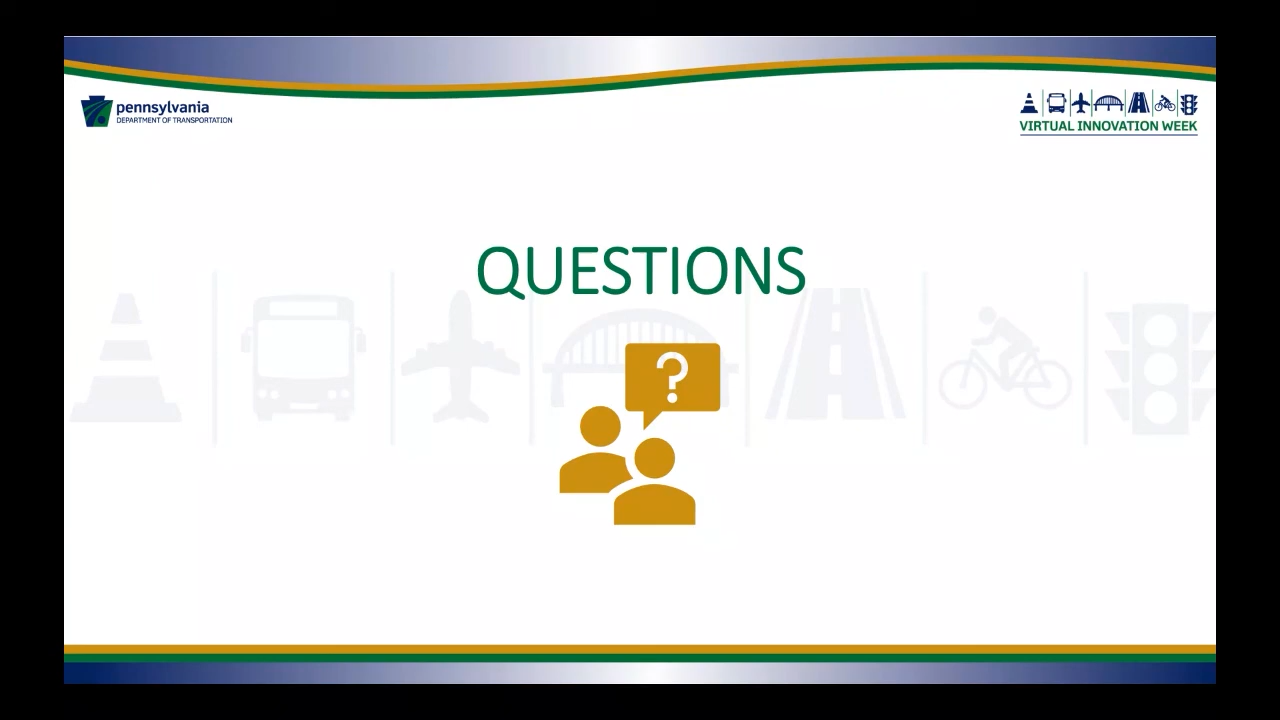 pennsylvania
DEPARTMENT OF TRANSPORTATION
VIRTUAL INNOVATION WEEK
QUESTIONS
?